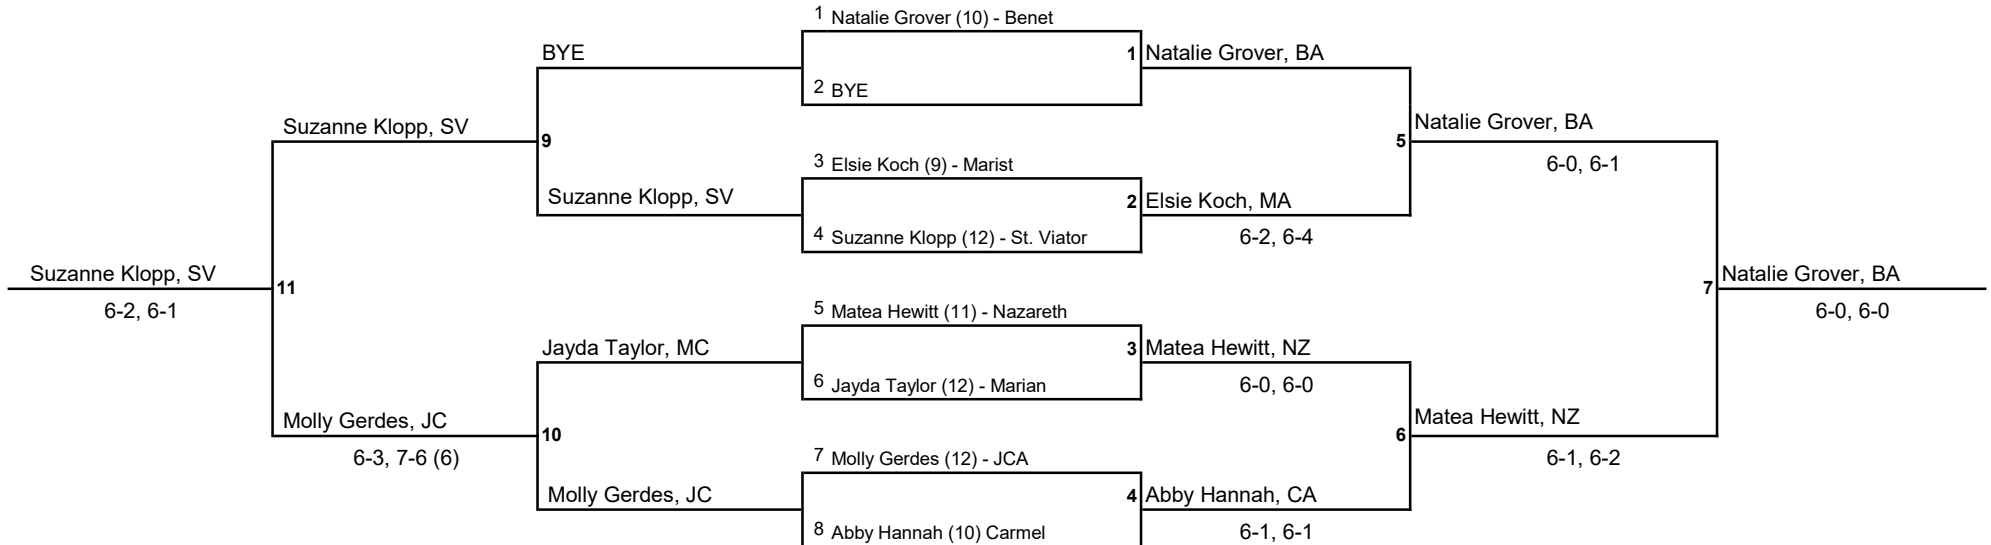 1 Natalie Grover (10) - Benet
BYE
1 Natalie Grover, BA
2 BYE
Suzanne Klopp, SV
9
Natalie Grover, BA
5
6-0, 6-1
3 Elsie Koch (9) - Marist
Suzanne Klopp, SV
2 Elsie Koch, MA
4 Suzanne Klopp (12) - St. Viator
6-2, 6-4
Suzanne Klopp, SV
11
6-2, 6-1
7 Natalie Grover, BA
6-0, 6-0
5 Matea Hewitt (11) - Nazareth
Jayda Taylor, MC
3 Matea Hewitt, NZ
6 Jayda Taylor (12) - Marian
6-0, 6-0
Molly Gerdes, JC
10
6-3, 7-6 (6)
Matea Hewitt, NZ
6
6-1, 6-2
7 Molly Gerdes (12) - JCA
Molly Gerdes, JC
4 Abby Hannah, CA
8 Abby Hannah (10) Carmel
6-1, 6-1